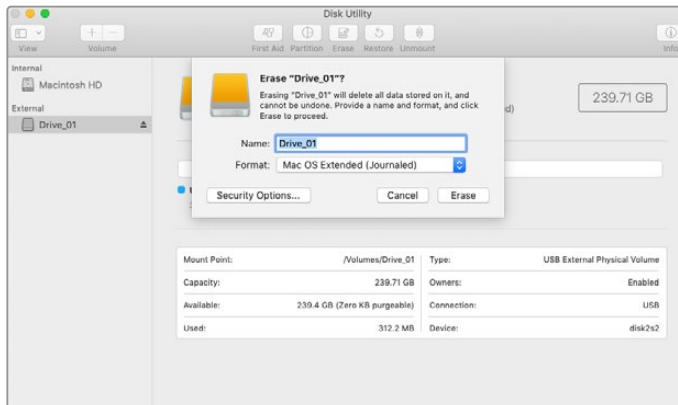 Disk Utility
View
Volume
First Aid Partition Erase Restore Unmount
Info
Internal
Macintosh HD
External
Drive_01
Erase "Drive_01"?
Erasing "Drive_01" will delete all data stored on it, and
cannot be undone. Provide a name and format, and click
Erase to proceed.
d)
239.71 GB
Name: Drive_01
Format: Mac OS Extended (Journaled)
Security Options... Cancel Erase
Mount Point: /Volumes/Drive_01 Type: USB External Physical Volume
Capacity: 239.71 GB Owners: Enabled
Available: 239.4 GB (Zero KB purgeable) Connection: USB
Used: 312.2 MB Device: disk2s2